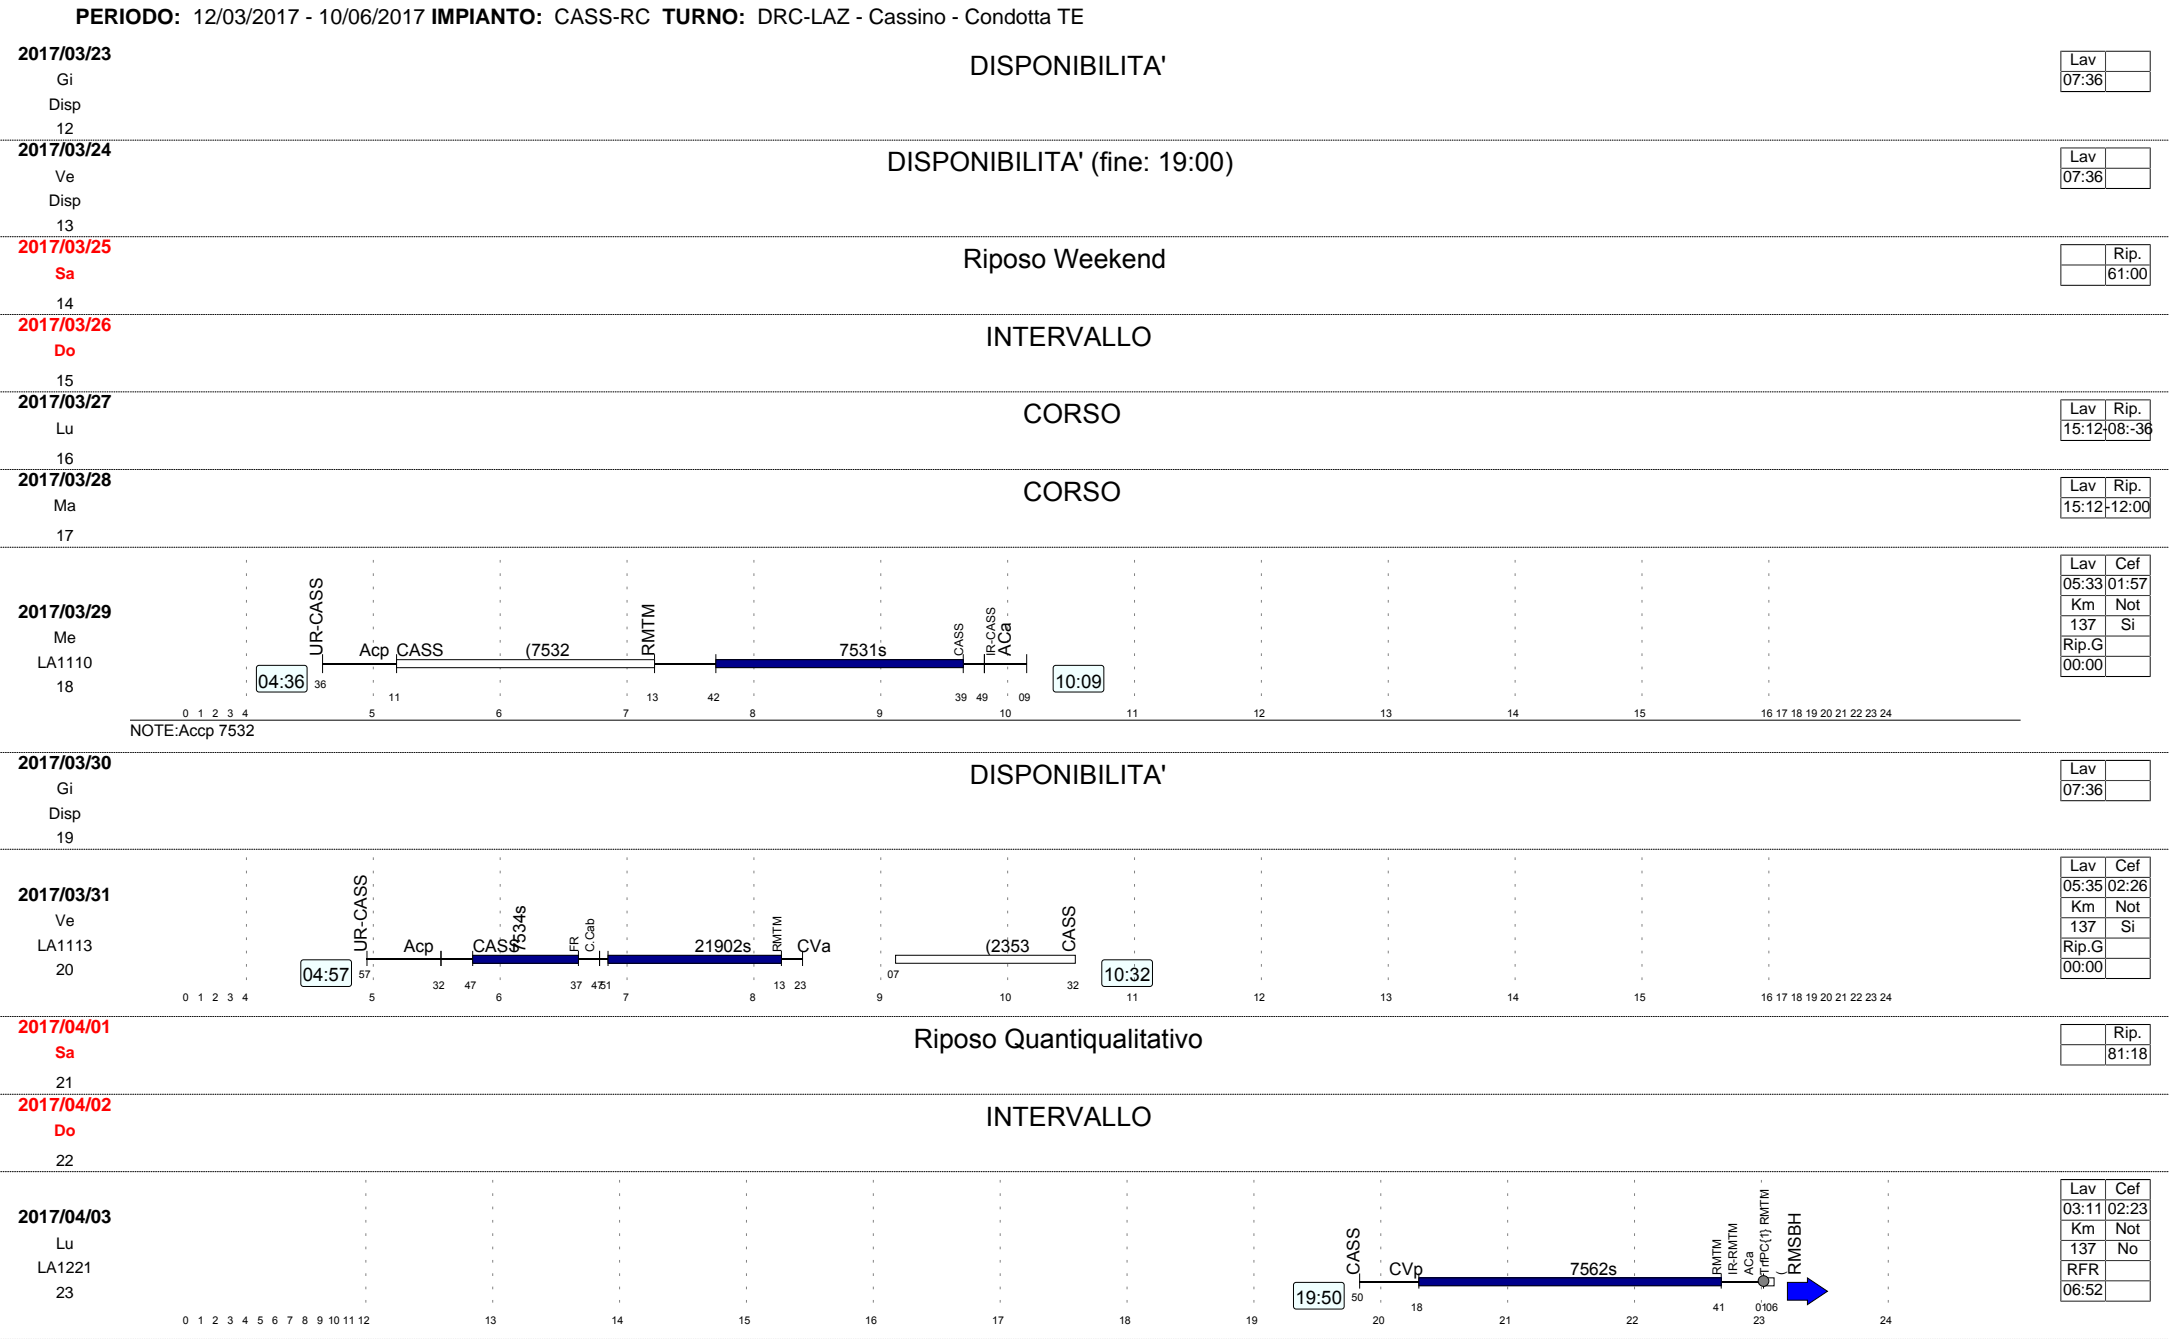 PERIODO: 12/03/2017 - 10/06/2017 IMPIANTO: CASS-RC TURNO: DRC-LAZ - Cassino - Condotta TE
2017/03/23
Gi
Disp
12
DISPONIBILITA'
Lav
07:36
2017/03/24
Ve
Disp
13
DISPONIBILITA' (fine: 19:00)
Lav
07:36
2017/03/25
Sa
14
Riposo Weekend
Rip.
61:00
2017/03/26
Do
15
INTERVALLO
2017/03/27
Lu
16
CORSO
Lav Rip.
15:12 -08:-36
2017/03/28
Ma
17
CORSO
Lav Rip.
15:12 -12:00
2017/03/29
Me
LA1110
18
04:36
UR-CASS
Acp CASS (7532 RMTM 7531s CASS IR-CASS ACa
10:09
36 11 13 42 39 49 09
0 1 2 3 4 5 6 7 8 9 10 11 12 13 14 15 16 17 18 19 20 21 22 23 24
NOTE:Accp 7532
Lav Cef
05:33 01:57
Km Not
137 Si
Rip.G
00:00
2017/03/30
Gi
Disp
19
DISPONIBILITA'
Lav
07:36
2017/03/31
Ve
LA1113
20
04:57
UR-CASS
Acp CASS 7534s FR C.Cab 21902s RMTM CVa (2353 CASS
10:32
57 32 47 37 47 51 13 23 07 32
0 1 2 3 4 5 6 7 8 9 10 11 12 13 14 15 16 17 18 19 20 21 22 23 24
Lav Cef
05:35 02:26
Km Not
137 Si
Rip.G
00:00
2017/04/01
Sa
21
Riposo Quantiqualitativo
Rip.
81:18
2017/04/02
Do
22
INTERVALLO
2017/04/03
Lu
LA1221
23
19:50
CASS
CVp 7562s RMTM IR-RMTM ACa TrfPC{1} RMTM ( RMSBH
50 18 41 01 06
0 1 2 3 4 5 6 7 8 9 10 11 12 13 14 15 16 17 18 19 20 21 22 23 24
Lav Cef
03:11 02:23
Km Not
137 No
RFR
06:52